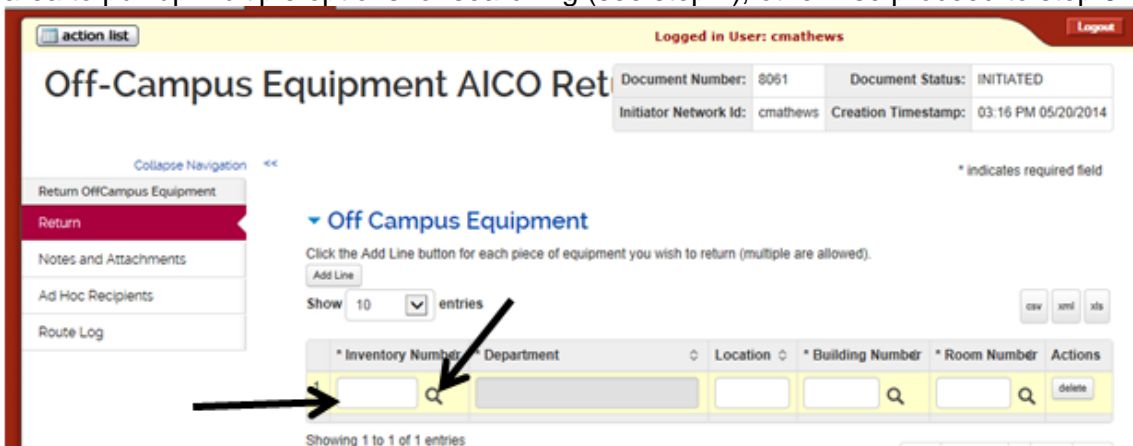 action list
Logged in User: cmathews
Logout
Off-Campus Equipment AICO Ret
Document Number: 8061 Document Status: INITIATED
Initiator Network Id: cmathews Creation Timestamp: 03:16 PM 05/20/2014
Collapse Navigation <<
* indicates required field
Return OffCampus Equipment
Return
Notes and Attachments
Ad Hoc Recipients
Route Log
Off Campus Equipment
Click the Add Line button for each piece of equipment you wish to return (multiple are allowed).
Add Line
Show 10 entries
csv xml xls
* Inventory Number * Department Location * Building Number * Room Number Actions
1 delete
Showing 1 to 1 of 1 entries